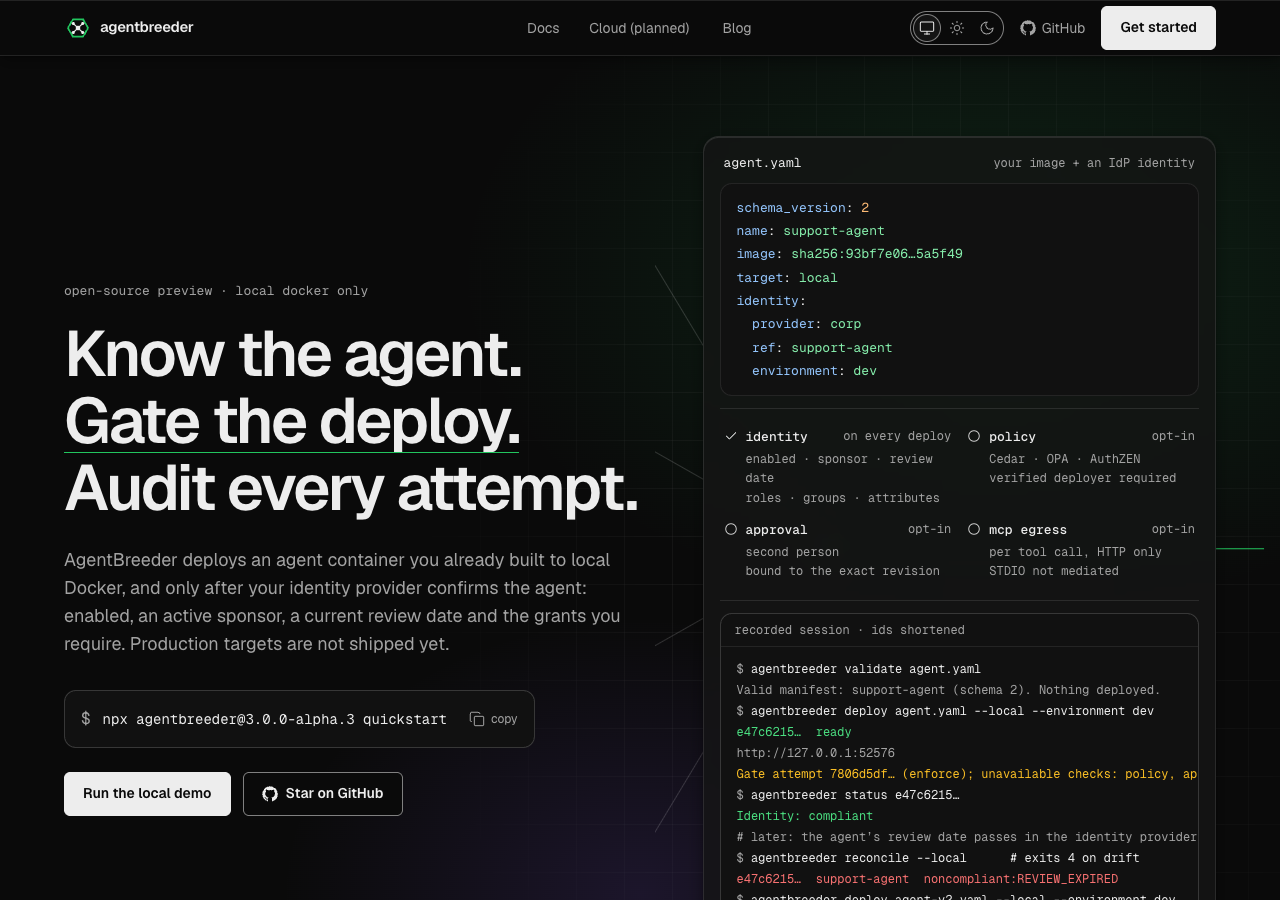 agentbreeder
Docs
Cloud (planned)
Blog
GitHub
Get started
open-source preview · local docker only
Know the agent.
Gate the deploy.
Audit every attempt.
AgentBreeder deploys an agent container you already built to local
Docker, and only after your identity provider confirms the agent:
enabled, an active sponsor, a current review date and the grants you
require. Production targets are not shipped yet.
$ npx agentbreeder@3.0.0-alpha.3 quickstart
copy
Run the local demo
Star on GitHub
agent.yaml
your image + an IdP identity
schema_version: 2
name: support-agent
image: sha256:93bf7e06…5a5f49
target: local
identity:
provider: corp
ref: support-agent
environment: dev
identity
on every deploy
enabled · sponsor · review
date
roles · groups · attributes
policy
opt-in
Cedar · OPA · AuthZEN
verified deployer required
approval
opt-in
second person
bound to the exact revision
mcp egress
opt-in
per tool call, HTTP only
STDIO not mediated
recorded session · ids shortened
$ agentbreeder validate agent.yaml
Valid manifest: support-agent (schema 2). Nothing deployed.
$ agentbreeder deploy agent.yaml --local --environment dev
e47c6215… ready
http://127.0.0.1:52576
Gate attempt 7806d5df… (enforce); unavailable checks: policy, ap
$ agentbreeder status e47c6215…
Identity: compliant
# later: the agent's review date passes in the identity provider
$ agentbreeder reconcile --local # exits 4 on drift
e47c6215… support-agent noncompliant:REVIEW_EXPIRED
$ agentbreeder deploy agent-v2.yaml --local --environment dev